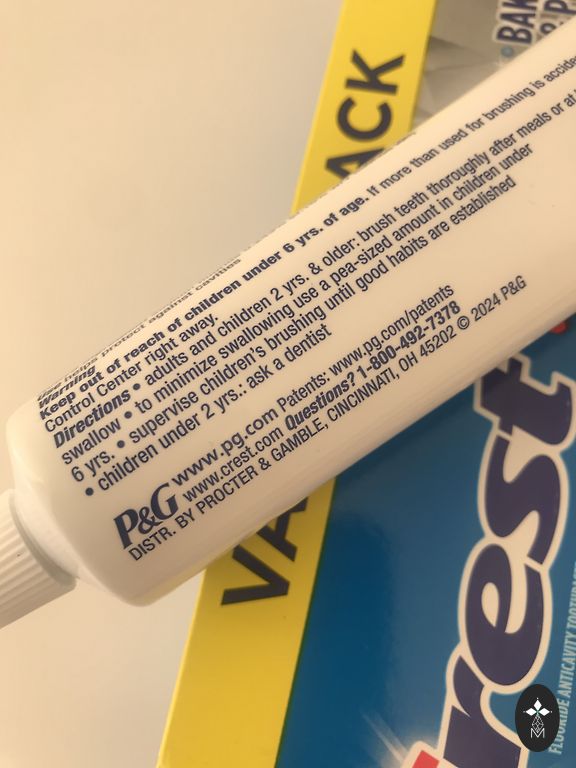 Use helps protect against cavities
Warning
Keep out of reach of children under 6 yrs. of age. If more than used for brushing is
Control Center right away.
Directions • adults and children 2 yrs. & older: brush teeth thoroughly after meals or at
swallow • to minimize swallowing use a pea-sized amount in children under
6 yrs. • supervise children's brushing until good habits are established
• children under 2 yrs.: ask a dentist
P&G www.pg.com Patents: www.pg.com/patents
www.crest.com Questions? 1-800-492-7378
DISTR. BY PROCTER & GAMBLE, CINCINNATI, OH 45202 © 2024 P&G
ACK
VA
BAK
& P
rest
FLUORIDE ANTICAVITY TOOTHPASTE
M